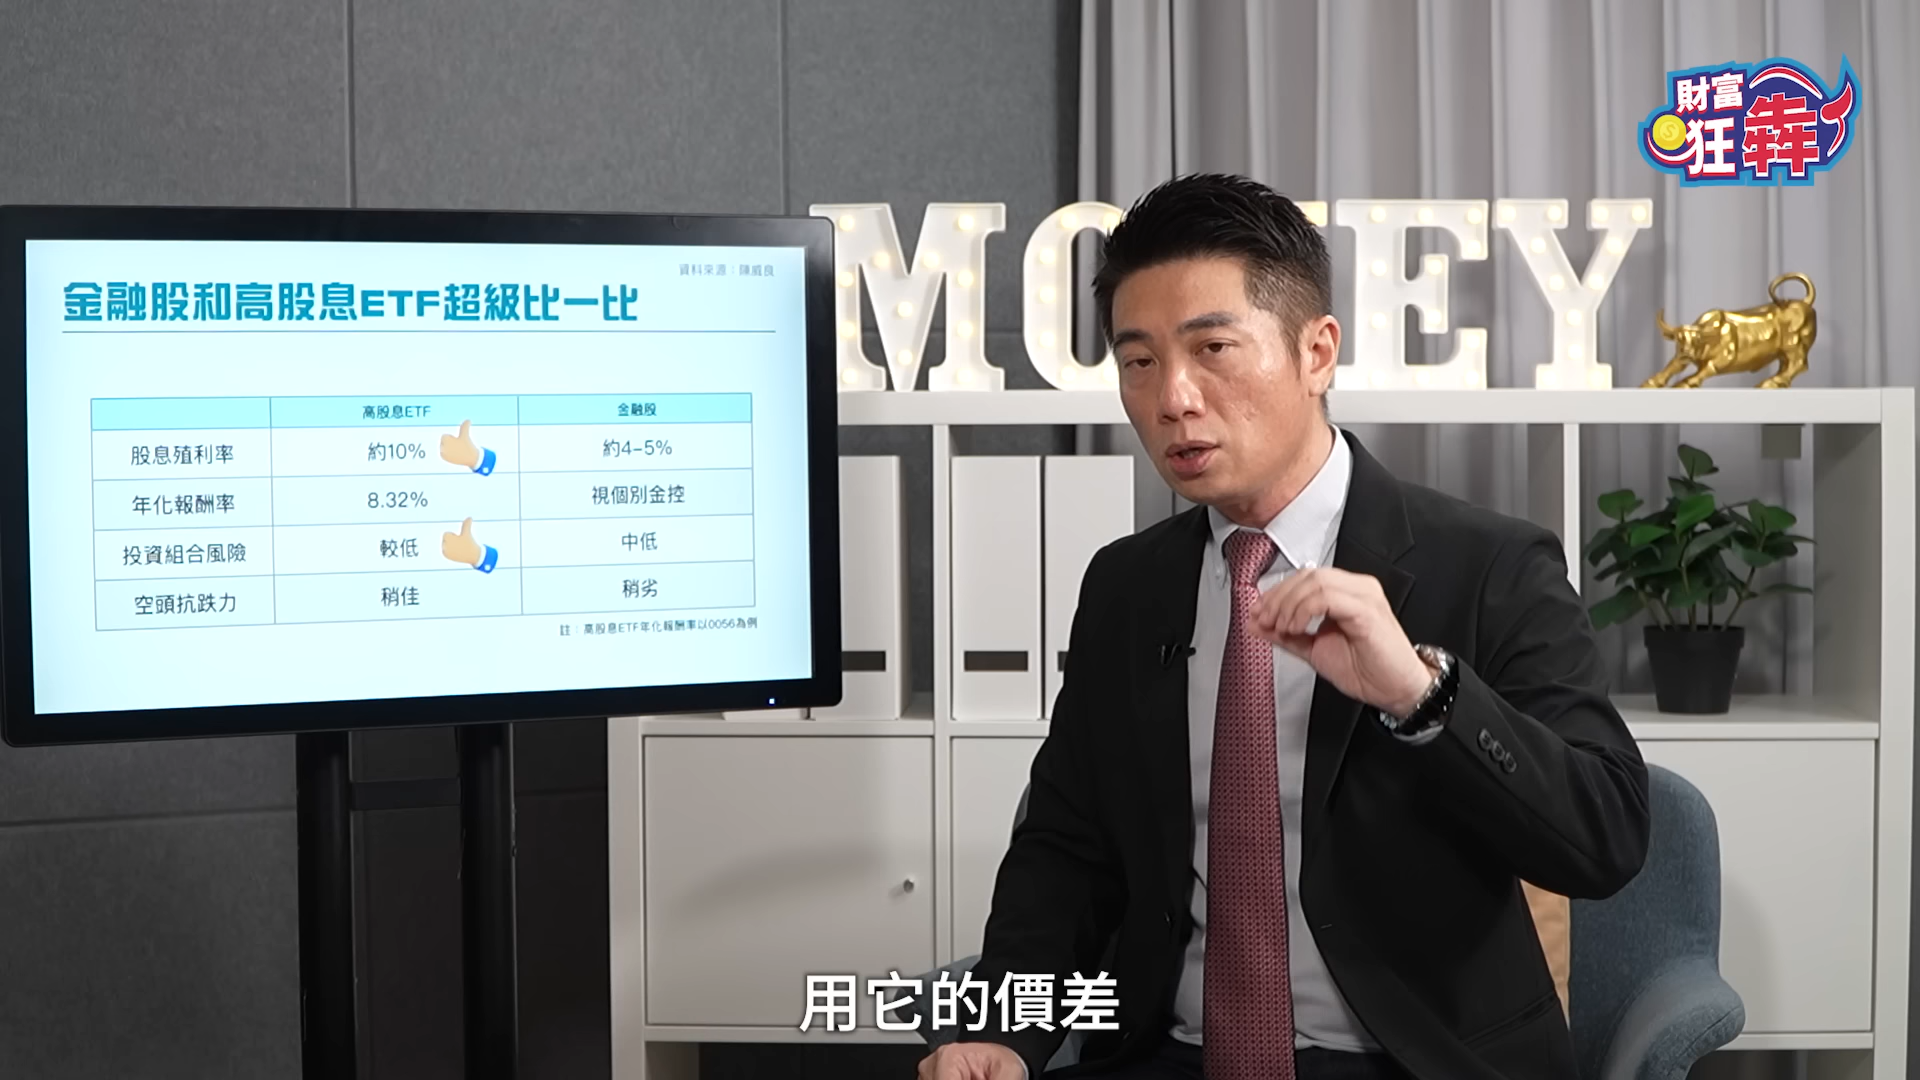 財富
狂犇
MONEY
資料來源：陳威良
金融股和高股息ETF超級比一比
高股息ETF 金融股
股息殖利率 約10% 約4-5%
年化報酬率 8.32% 視個別金控
投資組合風險 較低 中低
空頭抗跌力 稍佳 稍劣
註：高股息ETF年化報酬率以0056為例
用它的價差